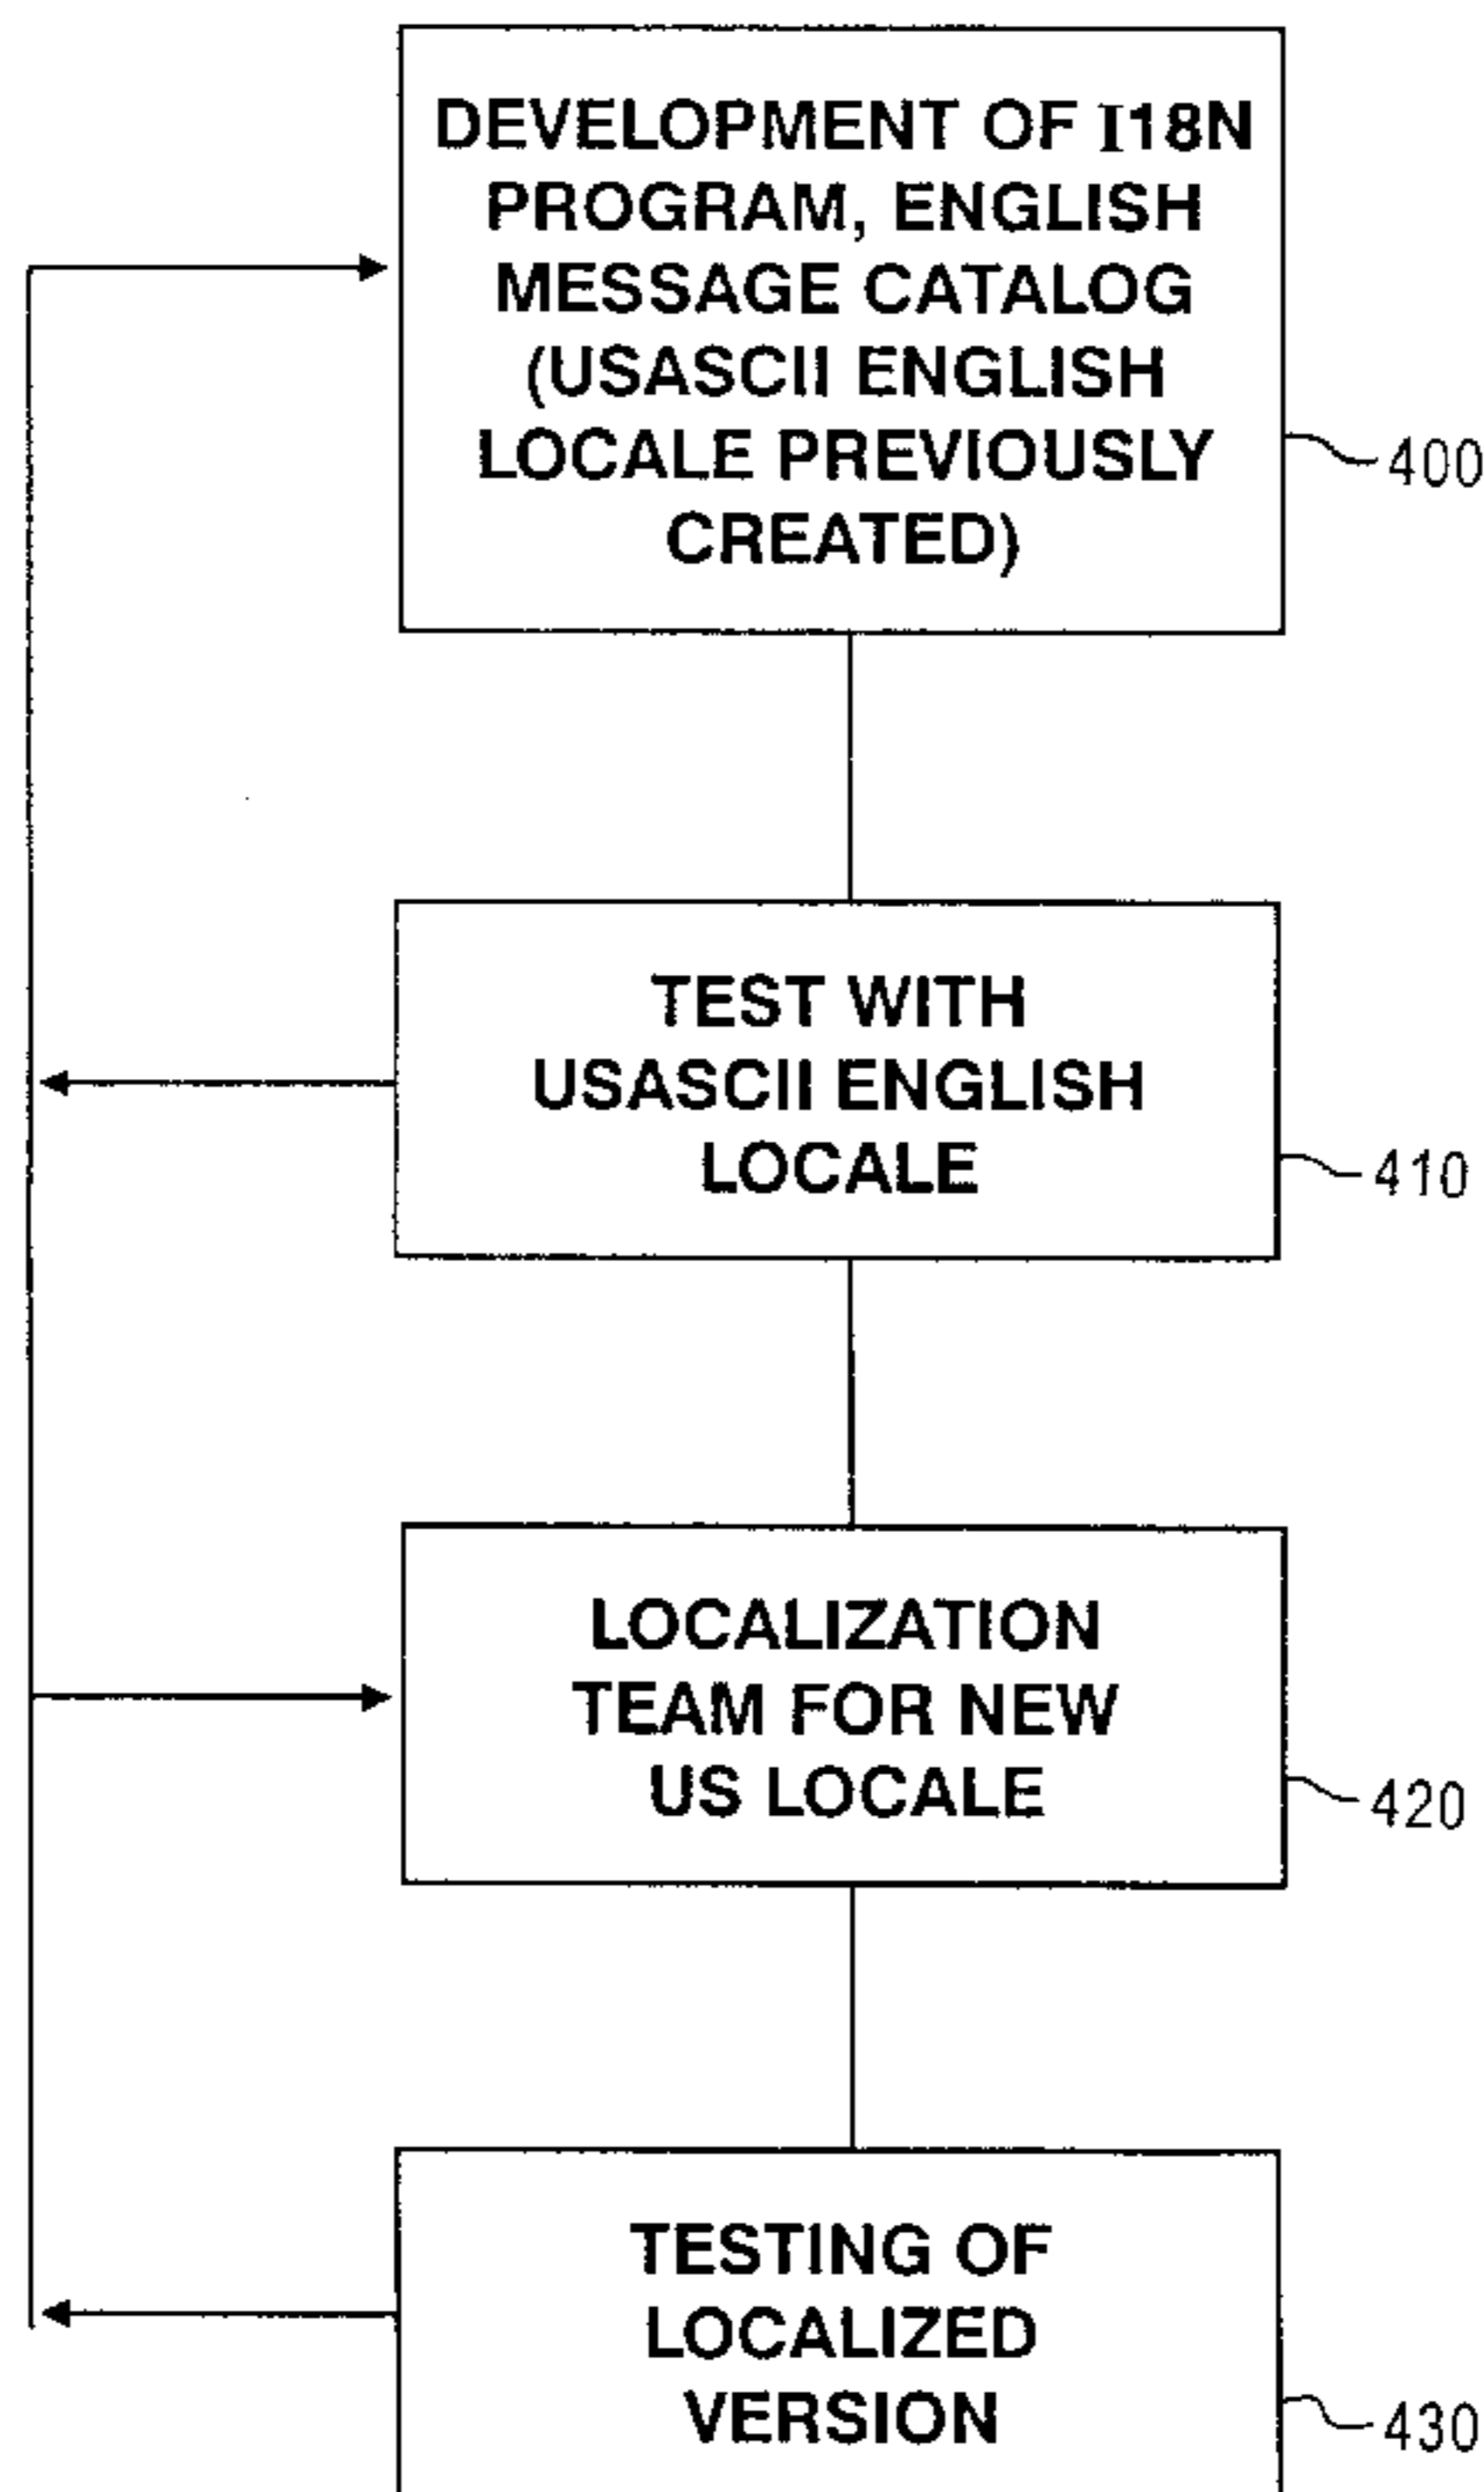 DEVELOPMENT OF I18N
PROGRAM, ENGLISH
MESSAGE CATALOG
(USASCII ENGLISH
LOCALE PREVIOUSLY
CREATED)
400
TEST WITH
USASCII ENGLISH
LOCALE
410
LOCALIZATION
TEAM FOR NEW
US LOCALE
420
TESTING OF
LOCALIZED
VERSION
430